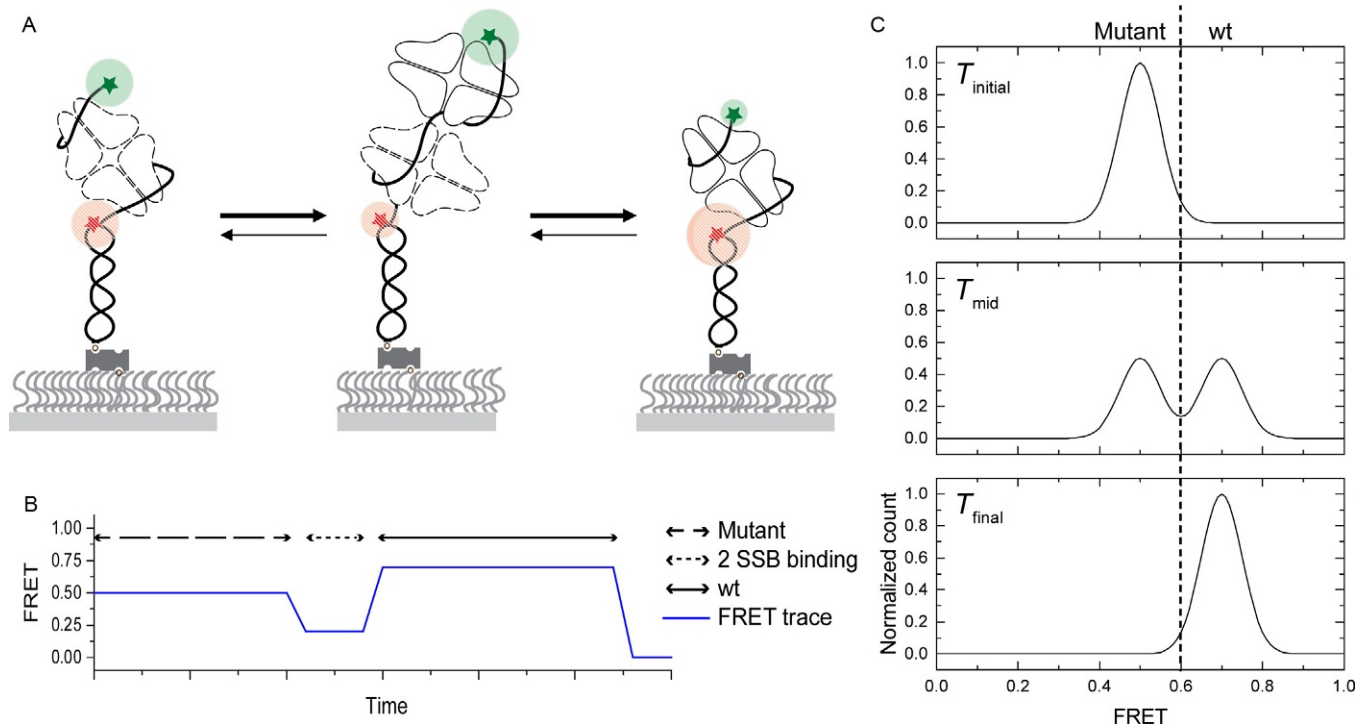 A
B
1.00
0.75
0.50
0.25
0.00
FRET
Time
Mutant
2 SSB binding
wt
FRET trace
C
Mutant wt
T initial
1.0
0.8
0.6
0.4
0.2
0.0
T mid
1.0
0.8
0.6
0.4
0.2
0.0
T final
1.0
0.8
0.6
0.4
0.2
0.0
Normalized count
0.0 0.2 0.4 0.6 0.8 1.0
FRET